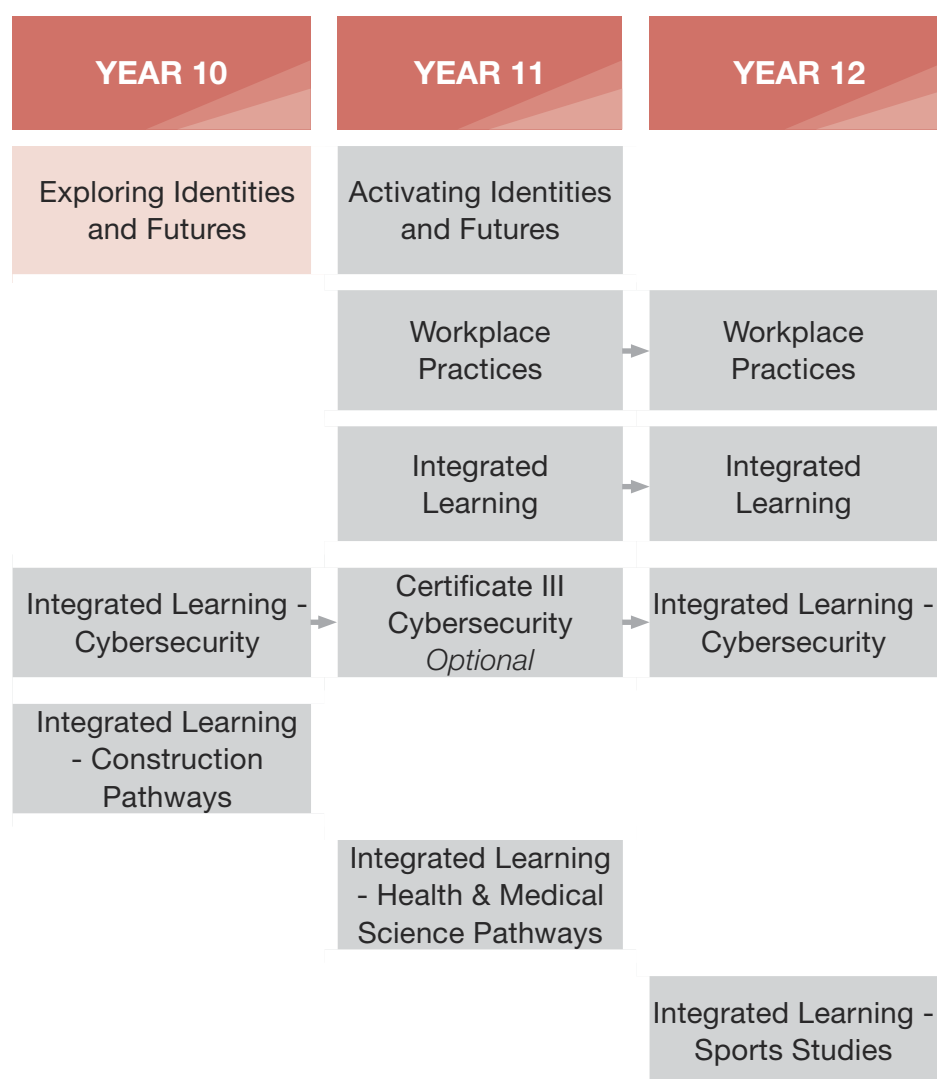 YEAR 10
YEAR 11
YEAR 12
Exploring Identities
and Futures
Activating Identities
and Futures
Workplace
Practices
Workplace
Practices
Integrated
Learning
Integrated
Learning
Integrated Learning -
Cybersecurity
Certificate III
Cybersecurity
Optional
Integrated Learning -
Cybersecurity
Integrated Learning
- Construction
Pathways
Integrated Learning
- Health & Medical
Science Pathways
Integrated Learning -
Sports Studies